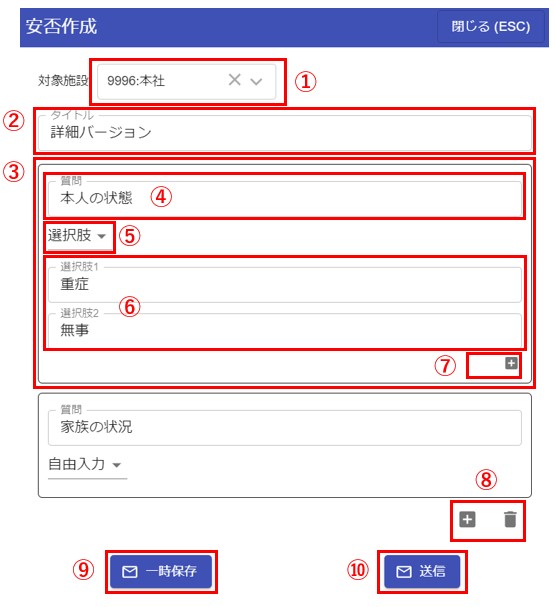 安否作成
閉じる (ESC)
対象施設 9996:本社 ①
② タイトル
詳細バージョン
③
質問
本人の状態 ④
選択肢 ⑤
選択肢1
重症
⑥
選択肢2
無事
⑦
質問
家族の状況
自由入力
⑧
⑨ 一時保存
⑩ 送信